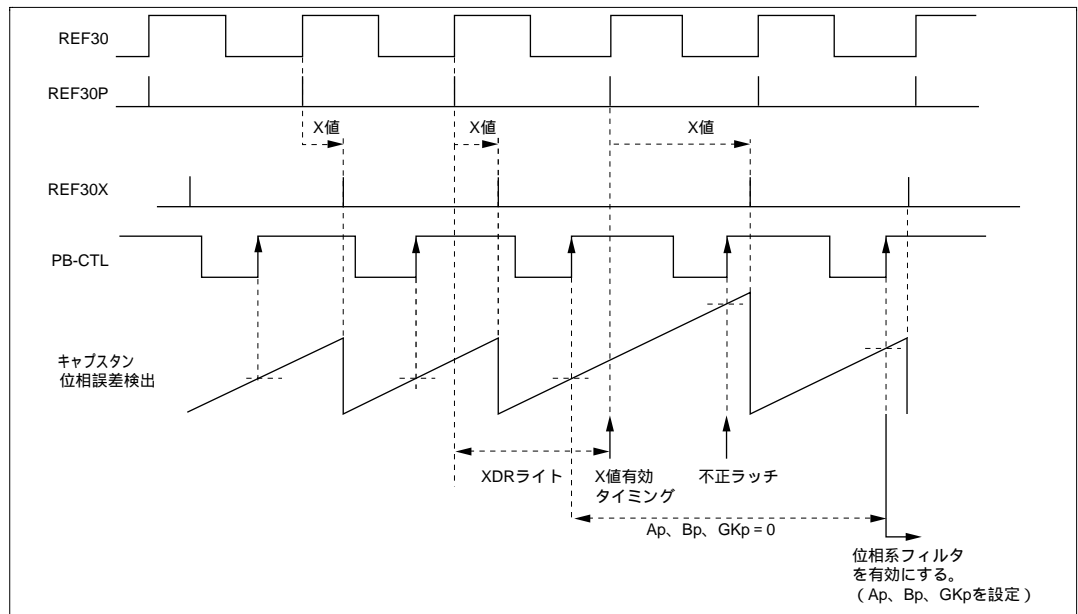 REF30
REF30P
X値
X値
X値
REF30X
PB-CTL
キャプスタン
位相誤差検出
XDRライト
X値有効
タイミング
不正ラッチ
Ap、Bp、GKp = 0
位相系フィルタ
を有効にする。
（Ap、Bp、GKpを設定）